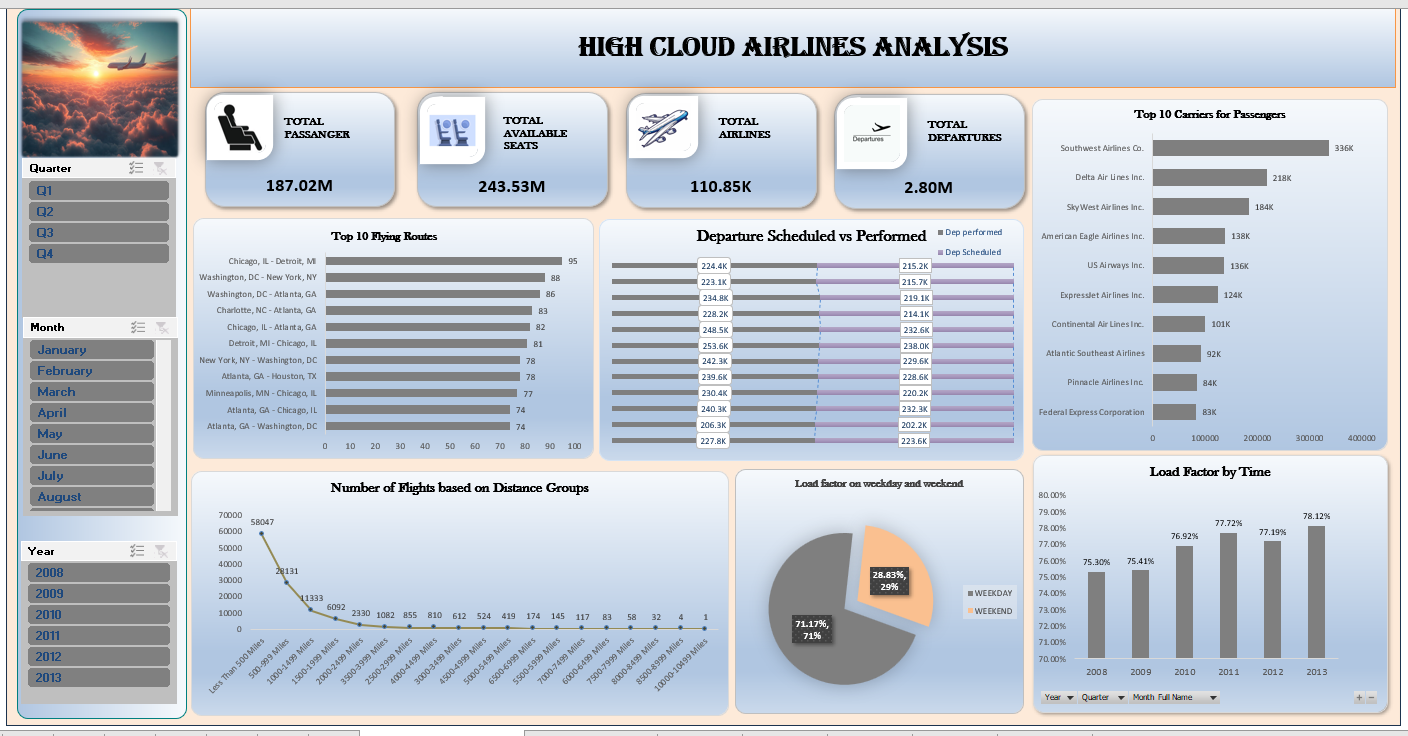 HIGH CLOUD AIRLINES ANALYSIS
Quarter
Q1
Q2
Q3
Q4
Month
January
February
March
April
May
June
July
August
Year
2008
2009
2010
2011
2012
2013
TOTAL
PASSANGER
187.02M
TOTAL
AVAILABLE
SEATS
243.53M
TOTAL
AIRLINES
110.85K
Departures
TOTAL
DEPARTURES
2.80M
Top 10 Flying Routes
Chicago, IL - Detroit, MI 95
Washington, DC - New York, NY 88
Washington, DC - Atlanta, GA 86
Charlotte, NC - Atlanta, GA 83
Chicago, IL - Atlanta, GA 82
Detroit, MI - Chicago, IL 81
New York, NY - Washington, DC 78
Atlanta, GA - Houston, TX 78
Minneapolis, MN - Chicago, IL 77
Atlanta, GA - Chicago, IL 74
Atlanta, GA - Washington, DC 74
0 10 20 30 40 50 60 70 80 90 100
Departure Scheduled vs Performed
Dep performed
Dep Scheduled
224.4K 215.2K
223.1K 215.7K
234.8K 219.1K
228.2K 214.1K
248.5K 232.6K
253.6K 238.0K
242.3K 229.6K
239.6K 228.6K
230.4K 220.2K
240.3K 232.3K
206.3K 202.2K
227.8K 223.6K
Top 10 Carriers for Passengers
Southwest Airlines Co. 336K
Delta Air Lines Inc. 218K
SkyWest Airlines Inc. 184K
American Eagle Airlines Inc. 138K
US Airways Inc. 136K
ExpressJet Airlines Inc. 124K
Continental Air Lines Inc. 101K
Atlantic Southeast Airlines 92K
Pinnacle Airlines Inc. 84K
Federal Express Corporation 83K
0 100000 200000 300000 400000
Number of Flights based on Distance Groups
70000
60000
50000
40000
30000
20000
10000
0
58047 28131 11333 6092 2330 1082 855 810 612 524 419 174 145 117 83 58 32 4 1
Less Than 500 Miles
500-999 Miles
1000-1499 Miles
1500-1999 Miles
2000-2499 Miles
3500-3999 Miles
2500-2999 Miles
4000-4499 Miles
3000-3499 Miles
4500-4999 Miles
5000-5499 Miles
6500-6999 Miles
5500-5999 Miles
7000-7499 Miles
6000-6499 Miles
7500-7999 Miles
8000-8499 Miles
8500-8999 Miles
10000-10499 Miles
Load factor on weekday and weekend
28.83%,
29%
71.17%,
71%
WEEKDAY
WEEKEND
Load Factor by Time
80.00%
79.00%
78.00%
77.00%
76.00%
75.00%
74.00%
73.00%
72.00%
71.00%
70.00%
75.30% 75.41% 76.92% 77.72% 77.19% 78.12%
2008 2009 2010 2011 2012 2013
Year Quarter Month Full Name
+ −